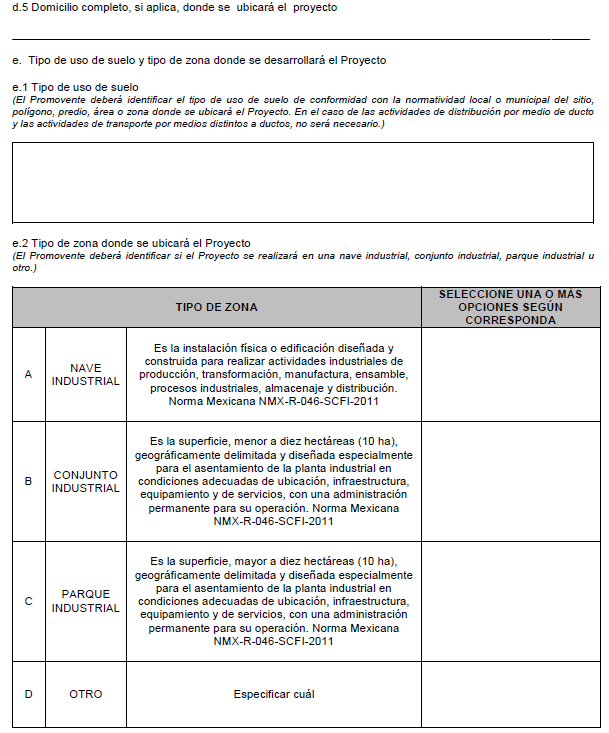 d.5 Domicilio completo, si aplica, donde se ubicará el proyecto
e. Tipo de uso de suelo y tipo de zona donde se desarrollará el Proyecto
e.1 Tipo de uso de suelo
(El Promovente deberá identificar el tipo de uso de suelo de conformidad con la normatividad local o municipal del sitio,
polígono, predio, área o zona donde se ubicará el Proyecto. En el caso de las actividades de distribución por medio de ducto
y las actividades de transporte por medios distintos a ductos, no será necesario.)
e.2 Tipo de zona donde se ubicará el Proyecto
(El Promovente deberá identificar si el Proyecto se realizará en una nave industrial, conjunto industrial, parque industrial u
otro.)
TIPO DE ZONA
SELECCIONE UNA O MÁS
OPCIONES SEGÚN
CORRESPONDA
A
NAVE
INDUSTRIAL
Es la instalación física o edificación diseñada y
construida para realizar actividades industriales de
producción, transformación, manufactura, ensamble,
procesos industriales, almacenaje y distribución.
Norma Mexicana NMX-R-046-SCFI-2011
B
CONJUNTO
INDUSTRIAL
Es la superficie, menor a diez hectáreas (10 ha),
geográficamente delimitada y diseñada especialmente
para el asentamiento de la planta industrial en
condiciones adecuadas de ubicación, infraestructura,
equipamiento y de servicios, con una administración
permanente para su operación. Norma Mexicana
NMX-R-046-SCFI-2011
C
PARQUE
INDUSTRIAL
Es la superficie, mayor a diez hectáreas (10 ha),
geográficamente delimitada y diseñada especialmente
para el asentamiento de la planta industrial en
condiciones adecuadas de ubicación, infraestructura,
equipamiento y de servicios, con una administración
permanente para su operación. Norma Mexicana
NMX-R-046-SCFI-2011
D
OTRO
Especificar cuál